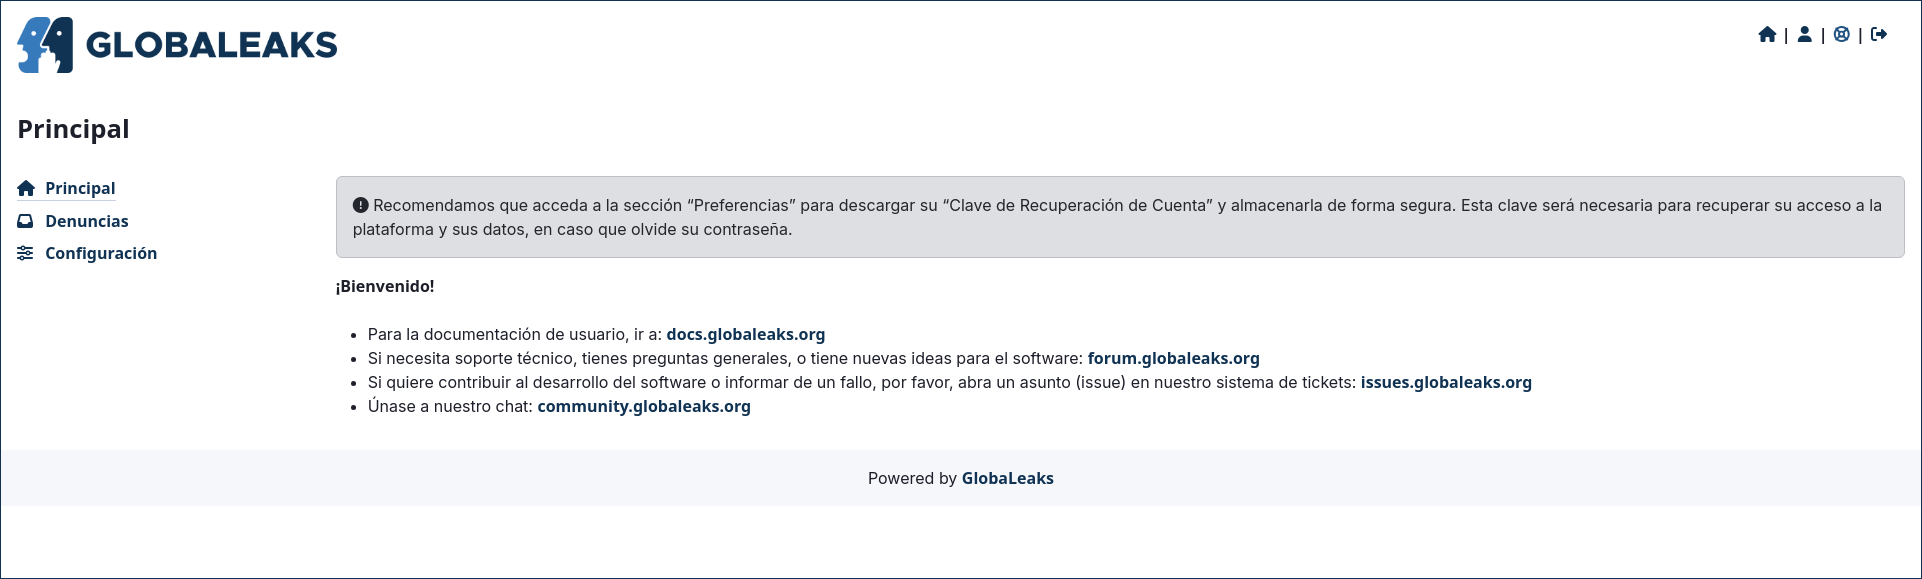 GLOBALEAKS
| | |
Principal
Principal
Denuncias
Configuración
Recomendamos que acceda a la sección “Preferencias” para descargar su “Clave de Recuperación de Cuenta” y almacenarla de forma segura. Esta clave será necesaria para recuperar su acceso a la
plataforma y sus datos, en caso que olvide su contraseña.
¡Bienvenido!
• Para la documentación de usuario, ir a: docs.globaleaks.org
• Si necesita soporte técnico, tienes preguntas generales, o tiene nuevas ideas para el software: forum.globaleaks.org
• Si quiere contribuir al desarrollo del software o informar de un fallo, por favor, abra un asunto (issue) en nuestro sistema de tickets: issues.globaleaks.org
• Únase a nuestro chat: community.globaleaks.org
Powered by GlobaLeaks